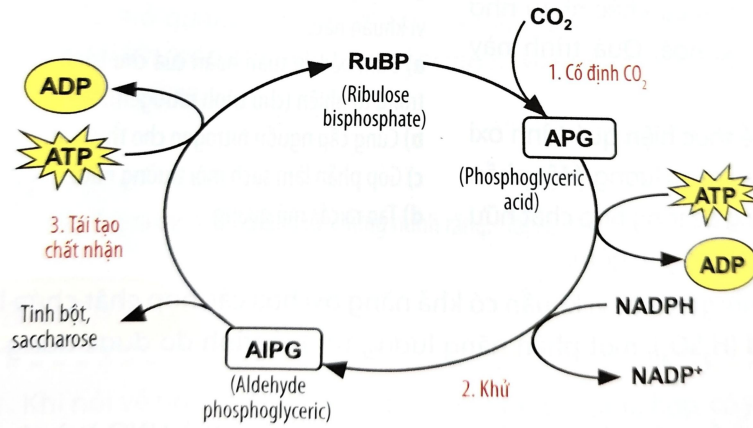 CO₂
1. Cố định CO₂
RuBP
(Ribulose
bisphosphate)
ADP
ATP
APG
(Phosphoglyceric
acid)
ATP
ADP
3. Tái tạo
chất nhận
NADPH
Tinh bột,
saccharose
AlPG
(Aldehyde
phosphoglyceric)
2. Khử
NADP⁺